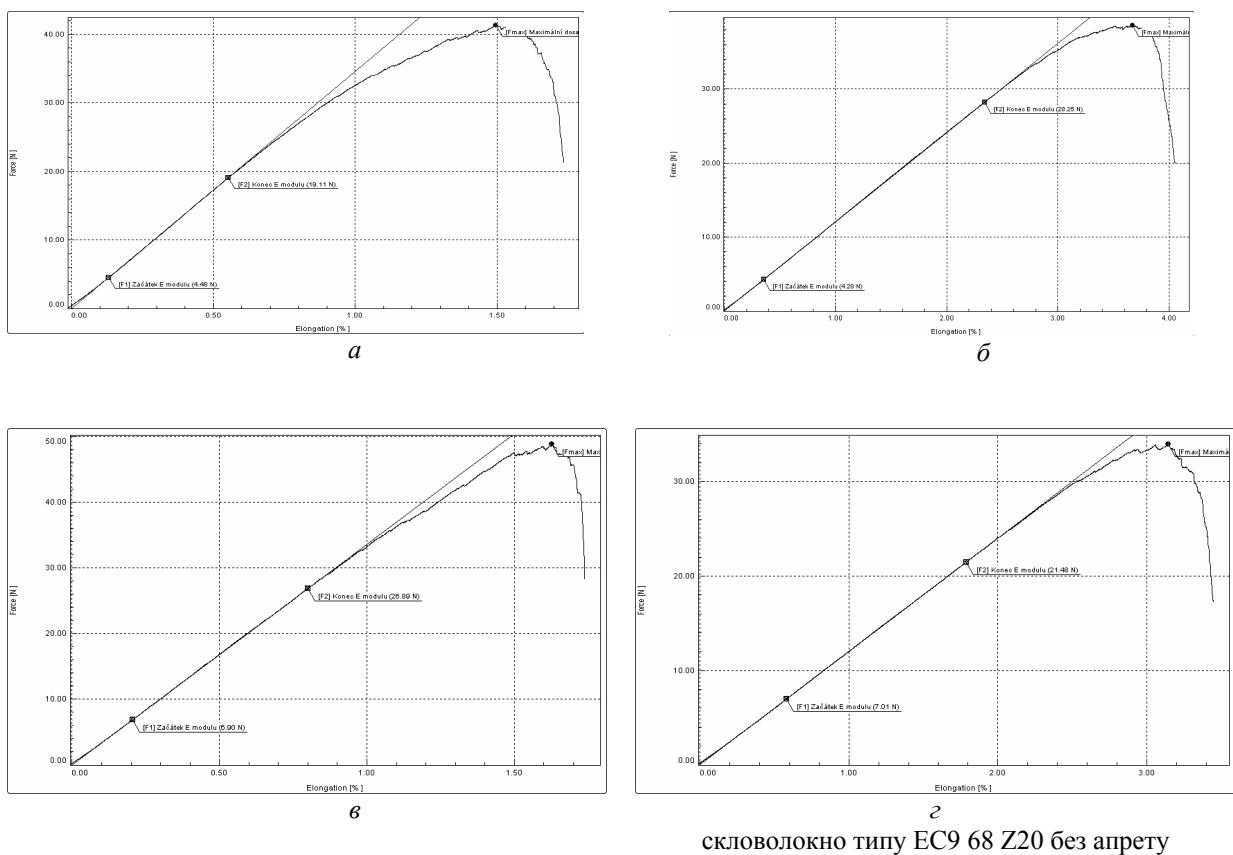 40.00
[Fmax] Maximální dosa
30.00
Force [N]
20.00
[F2] Konec E modulu (19.11 N)
10.00
[F1] Začátek E modulu (4.48 N)
0.00
0.00 0.50 1.00 1.50
Elongation [% ]
а
[Fmax] Maximáli
30.00
[F2] Konec E modulu (28.25 N)
Force [N]
20.00
10.00
[F1] Začátek E modulu (4.28 N)
0.00
0.00 1.00 2.00 3.00 4.00
Elongation [% ]
б
50.00
[Fmax] Max
40.00
30.00
Force [N]
[F2] Konec E modulu (26.89 N)
20.00
10.00
[F1] Začátek E modulu (6.90 N)
0.00
0.00 0.50 1.00 1.50
Elongation [% ]
в
[Fmax] Maximá
30.00
Force [N]
20.00
[F2] Konec E modulu (21.48 N)
10.00
[F1] Začátek E modulu (7.01 N)
0.00
0.00 1.00 2.00 3.00
Elongation [% ]
г
скловолокно типу ЕС9 68 Z20 без апрету